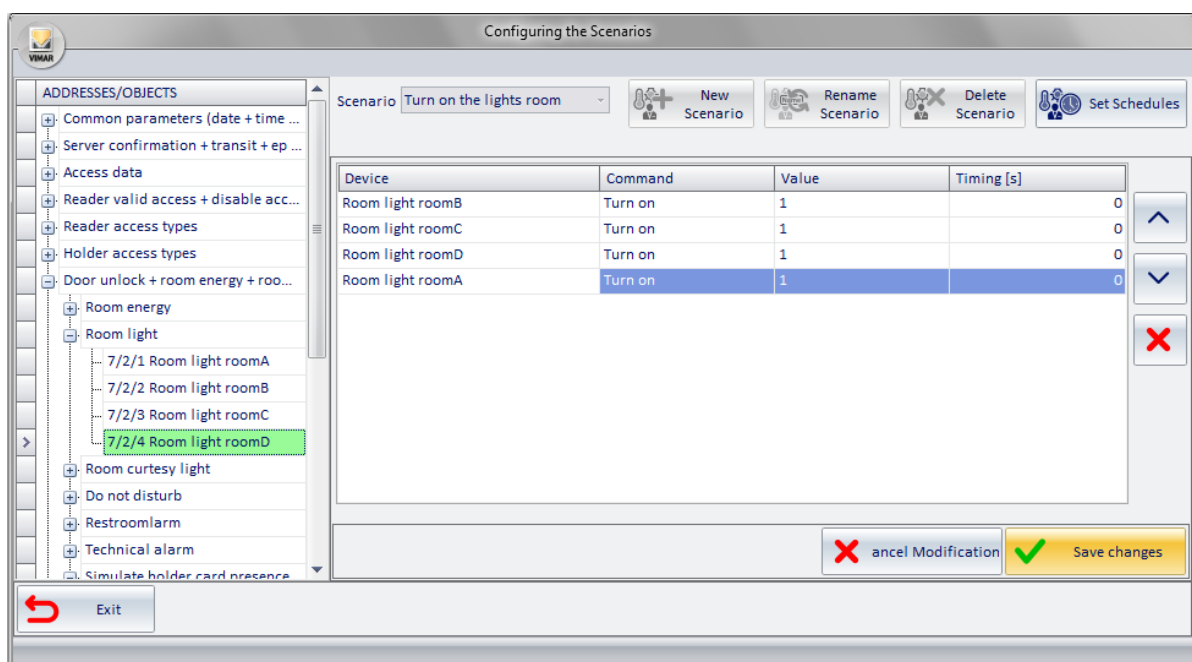 Configuring the Scenarios
VIMAR
ADDRESSES/OBJECTS
Common parameters (date + time ...
Server confirmation + transit + ep ...
Access data
Reader valid access + disable acc...
Reader access types
Holder access types
Door unlock + room energy + roo...
Room energy
Room light
7/2/1 Room light roomA
7/2/2 Room light roomB
7/2/3 Room light roomC
7/2/4 Room light roomD
Room curtesy light
Do not disturb
Restroomlarm
Technical alarm
Simulate holder card presence
Scenario Turn on the lights room
New Scenario
Rename Scenario
Delete Scenario
Set Schedules
Device Command Value Timing [s]
Room light roomB Turn on 1 0
Room light roomC Turn on 1 0
Room light roomD Turn on 1 0
Room light roomA Turn on 1 0
ancel Modification
Save changes
Exit